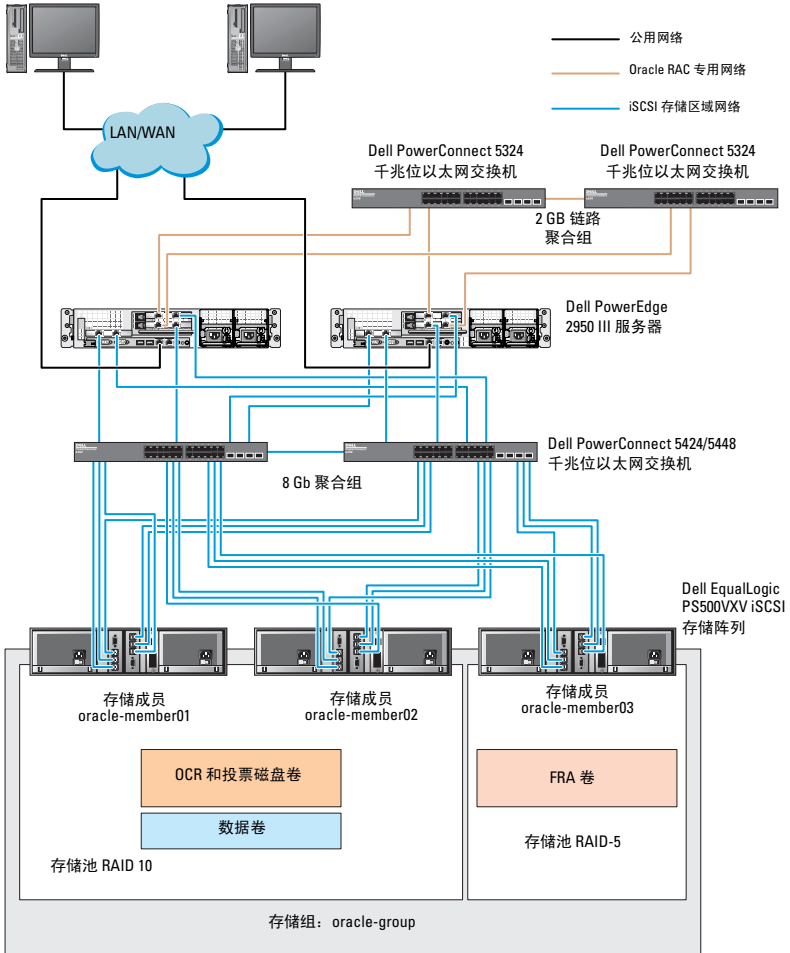 公用网络
Oracle RAC 专用网络
iSCSI 存储区域网络
LAN/WAN
Dell PowerConnect 5324
千兆位以太网交换机
Dell PowerConnect 5324
千兆位以太网交换机
2 GB 链路
聚合组
Dell PowerEdge
2950 III 服务器
Dell PowerConnect 5424/5448
千兆位以太网交换机
8 Gb 聚合组
Dell EqualLogic
PS500VXV iSCSI
存储阵列
存储成员
oracle-member01
存储成员
oracle-member02
存储成员
oracle-member03
OCR 和投票磁盘卷
数据卷
存储池 RAID 10
FRA 卷
存储池 RAID-5
存储组：oracle-group